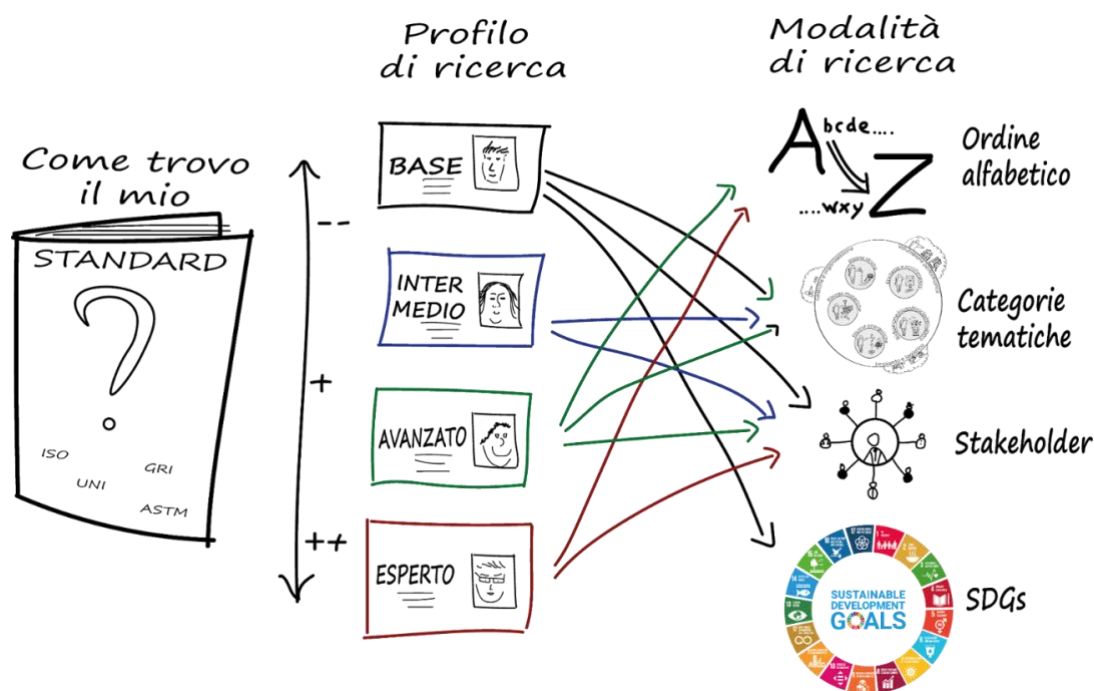 Come trovo
il mio
STANDARD
?
ISO
GRI
UNI
ASTM
--
+
++
Profilo
di ricerca
BASE
INTER
MEDIO
AVANZATO
ESPERTO
Modalità
di ricerca
A bcde....
....wxy Z
Ordine
alfabetico
Categorie
tematiche
Stakeholder
SUSTAINABLE
DEVELOPMENT
GOALS
SDGs